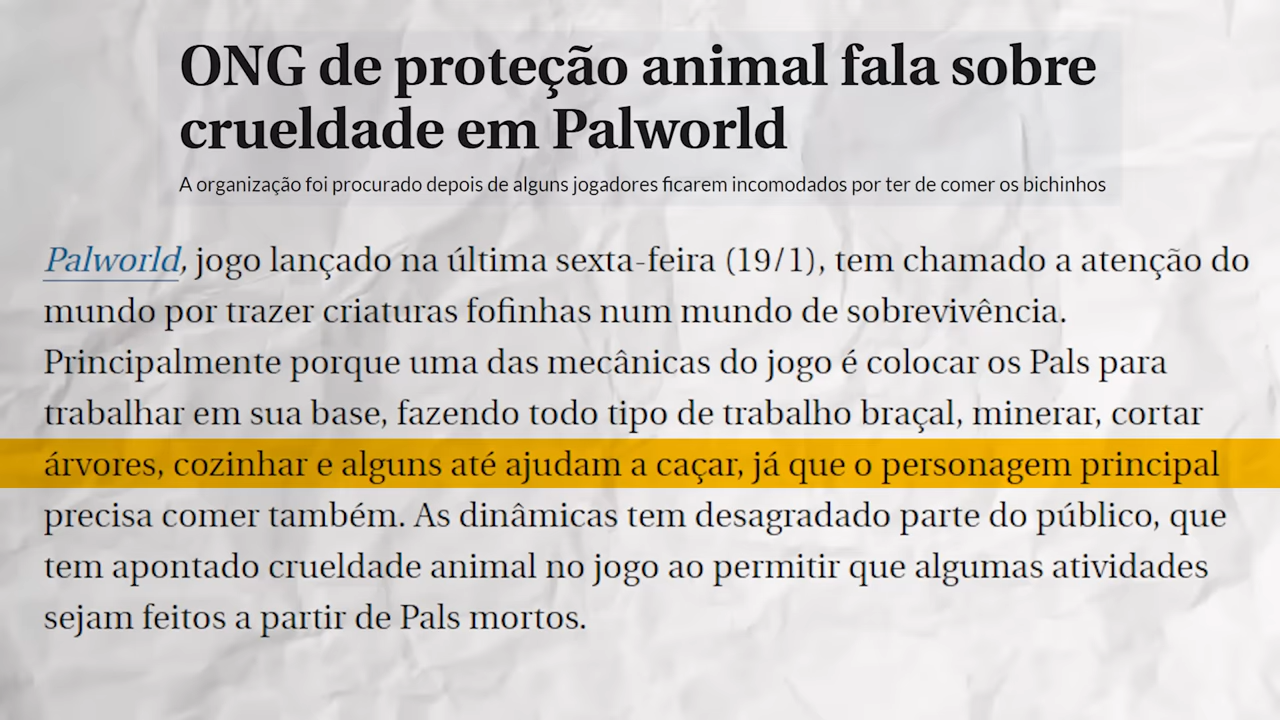 ONG de proteção animal fala sobre
crueldade em Palworld
A organização foi procurado depois de alguns jogadores ficarem incomodados por ter de comer os bichinhos
Palworld, jogo lançado na última sexta-feira (19/1), tem chamado a atenção do
mundo por trazer criaturas fofinhas num mundo de sobrevivência.
Principalmente porque uma das mecânicas do jogo é colocar os Pals para
trabalhar em sua base, fazendo todo tipo de trabalho braçal, minerar, cortar
árvores, cozinhar e alguns até ajudam a caçar, já que o personagem principal
precisa comer também. As dinâmicas tem desagradado parte do público, que
tem apontado crueldade animal no jogo ao permitir que algumas atividades
sejam feitos a partir de Pals mortos.